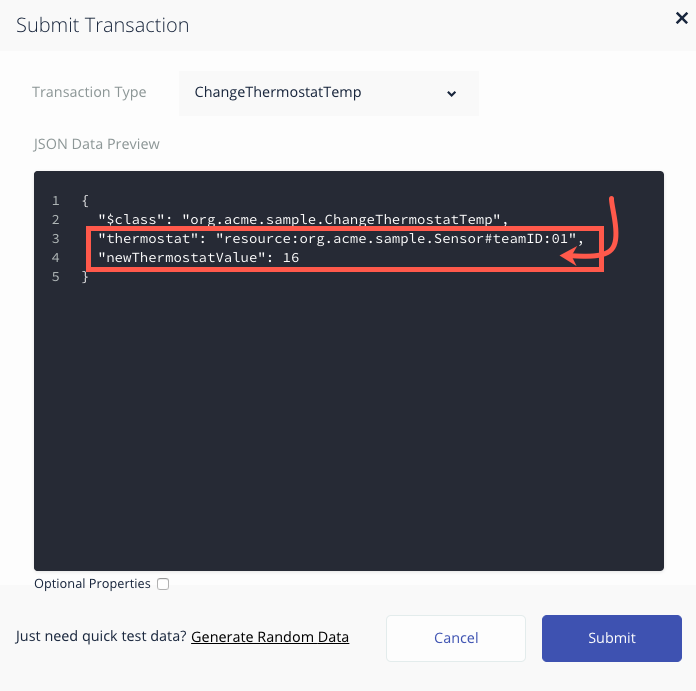 Submit Transaction
Transaction Type
ChangeThermostatTemp
JSON Data Preview
1 {
2 "$class": "org.acme.sample.ChangeThermostatTemp",
3 "thermostat": "resource:org.acme.sample.Sensor#teamID:01",
4 "newThermostatValue": 16
5 }
Optional Properties
Just need quick test data? Generate Random Data
Cancel
Submit